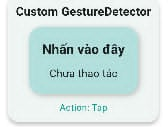 Custom GestureDetector
Nhấn vào đây
Chưa thao tác
Action: Tap